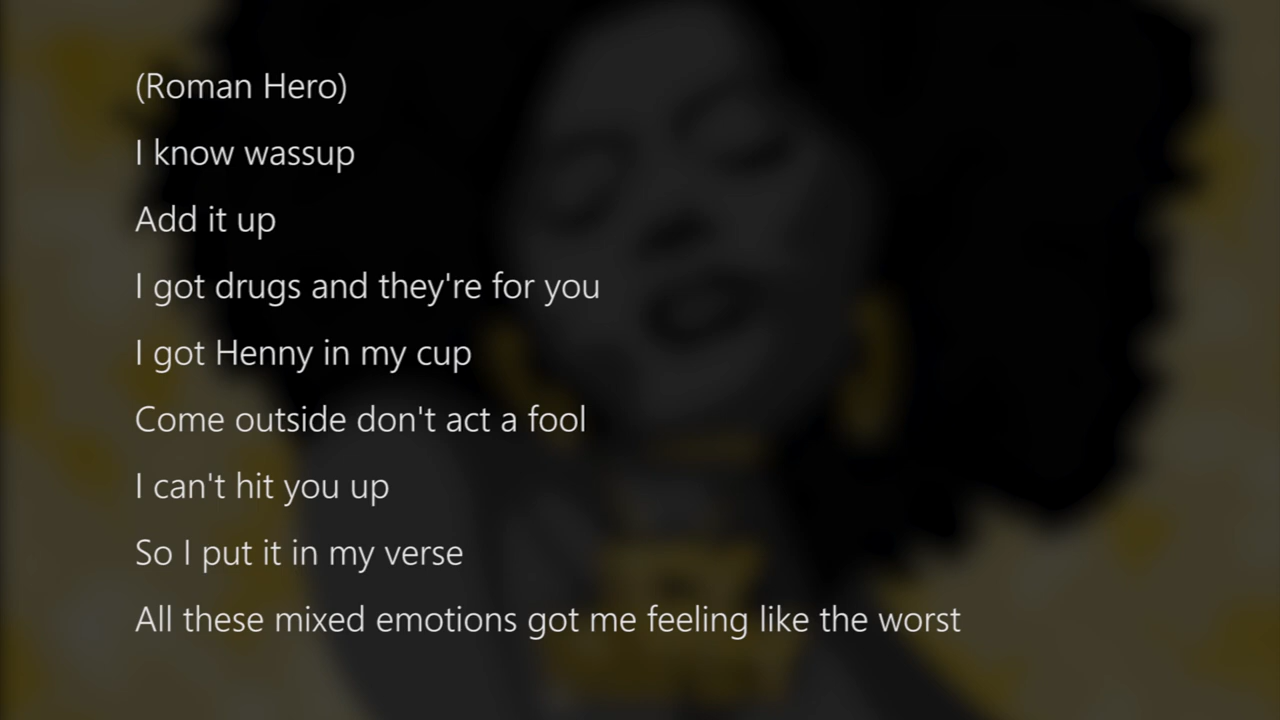 (Roman Hero)
I know wassup
Add it up
I got drugs and they're for you
I got Henny in my cup
Come outside don't act a fool
I can't hit you up
So I put it in my verse
All these mixed emotions got me feeling like the worst